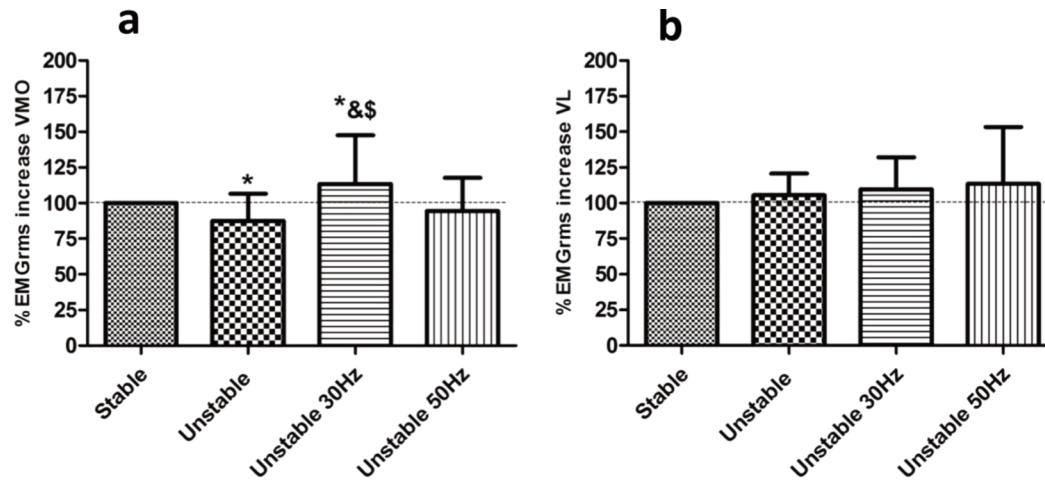 a
% EMGrms increase VMO
200
175
150
125
100
75
50
25
0
*
*&$
Stable
Unstable
Unstable 30Hz
Unstable 50Hz
b
% EMGrms increase VL
200
175
150
125
100
75
50
25
0
Stable
Unstable
Unstable 30Hz
Unstable 50Hz